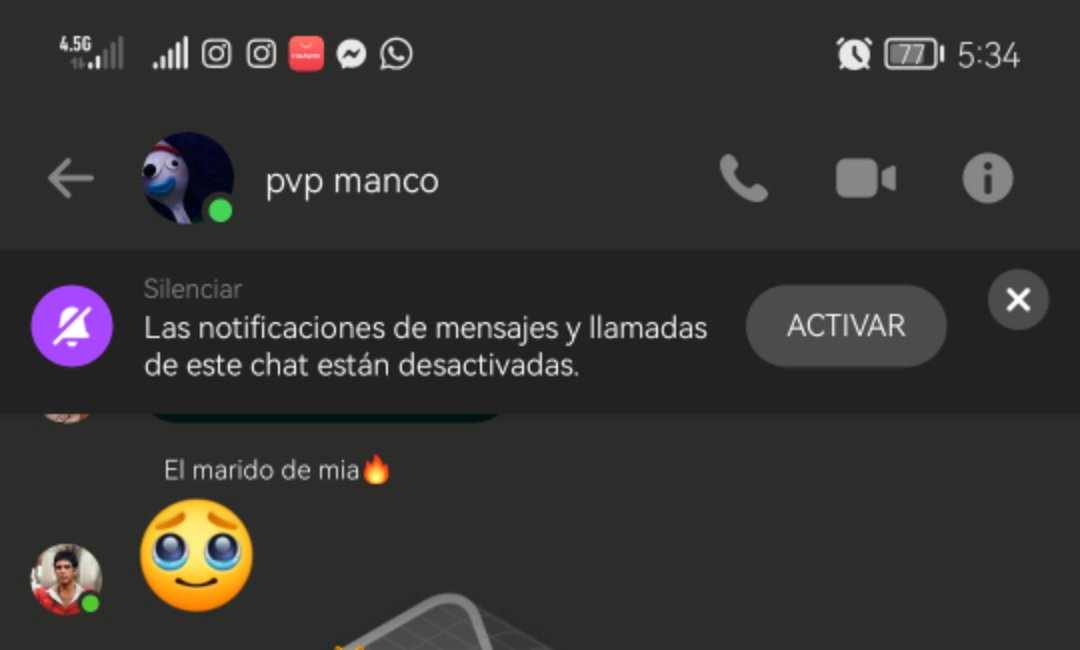 4.5G
77 5:34
pvp manco
Silenciar
Las notificaciones de mensajes y llamadas
de este chat están desactivadas.
ACTIVAR
El marido de mia🔥